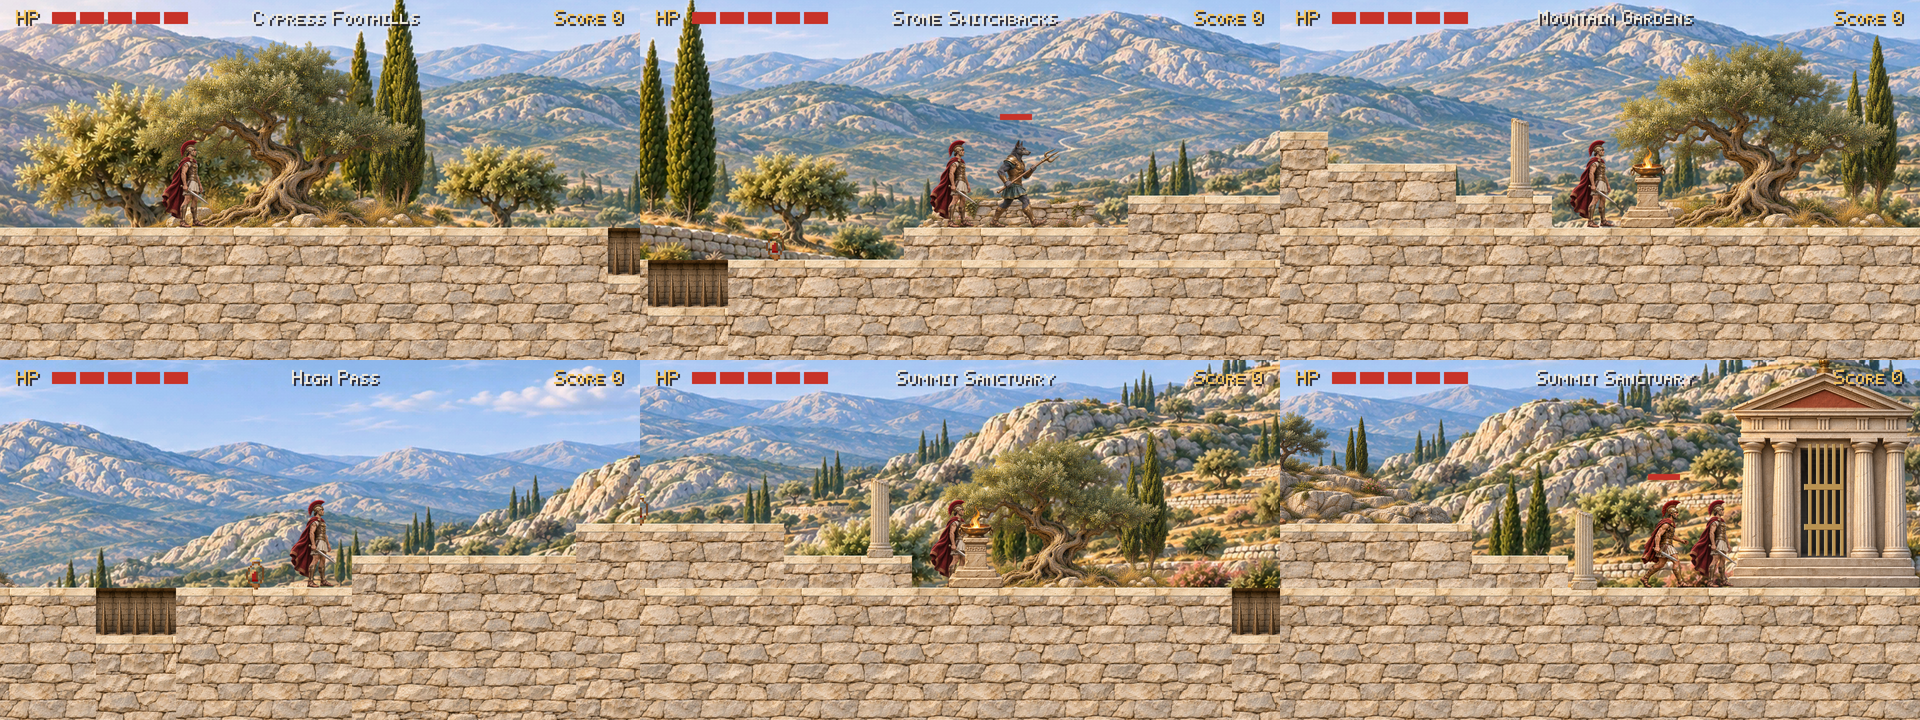 HP Cypress Foothills Score 0
HP Stone Switchbacks Score 0
HP Mountain Gardens Score 0
HP High Pass Score 0
HP Summit Sanctuary Score 0
HP Summit Sanctuary Score 0